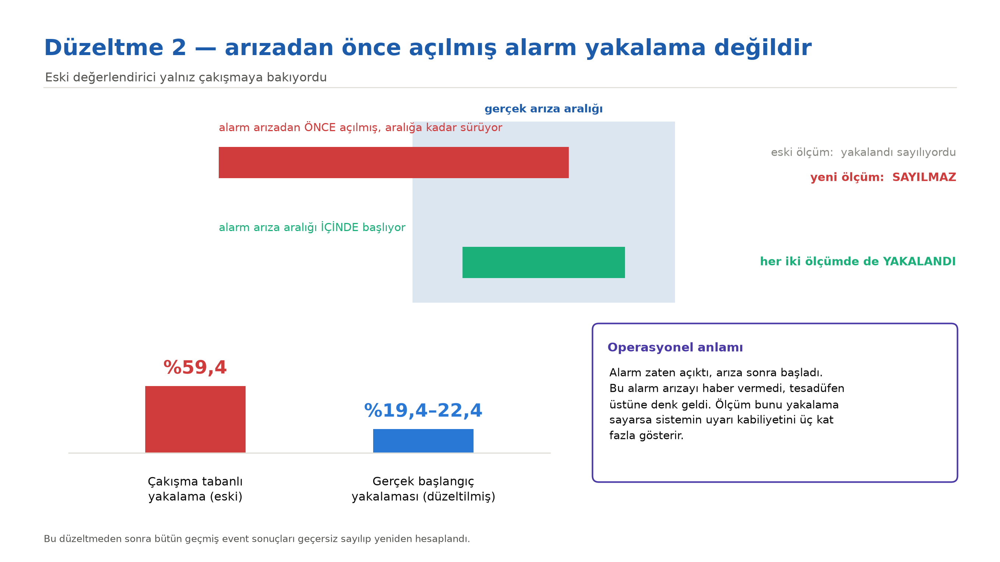 Düzeltme 2 — arızadan önce açılmış alarm yakalama değildir
Eski değerlendirici yalnız çakışmaya bakıyordu
gerçek arıza aralığı
alarm arızadan ÖNCE açılmış, aralığa kadar sürüyor
eski ölçüm:  yakalandı sayılıyordu
yeni ölçüm:  SAYILMAZ
alarm arıza aralığı İÇİNDE başlıyor
her iki ölçümde de YAKALANDI
%59,4
%19,4–22,4
Çakışma tabanlı
yakalama (eski)
Gerçek başlangıç
yakalaması (düzeltilmiş)
Operasyonel anlamı
Alarm zaten açıktı, arıza sonra başladı.
Bu alarm arızayı haber vermedi, tesadüfen
üstüne denk geldi. Ölçüm bunu yakalama
sayarsa sistemin uyarı kabiliyetini üç kat
fazla gösterir.
Bu düzeltmeden sonra bütün geçmiş event sonuçları geçersiz sayılıp yeniden hesaplandı.